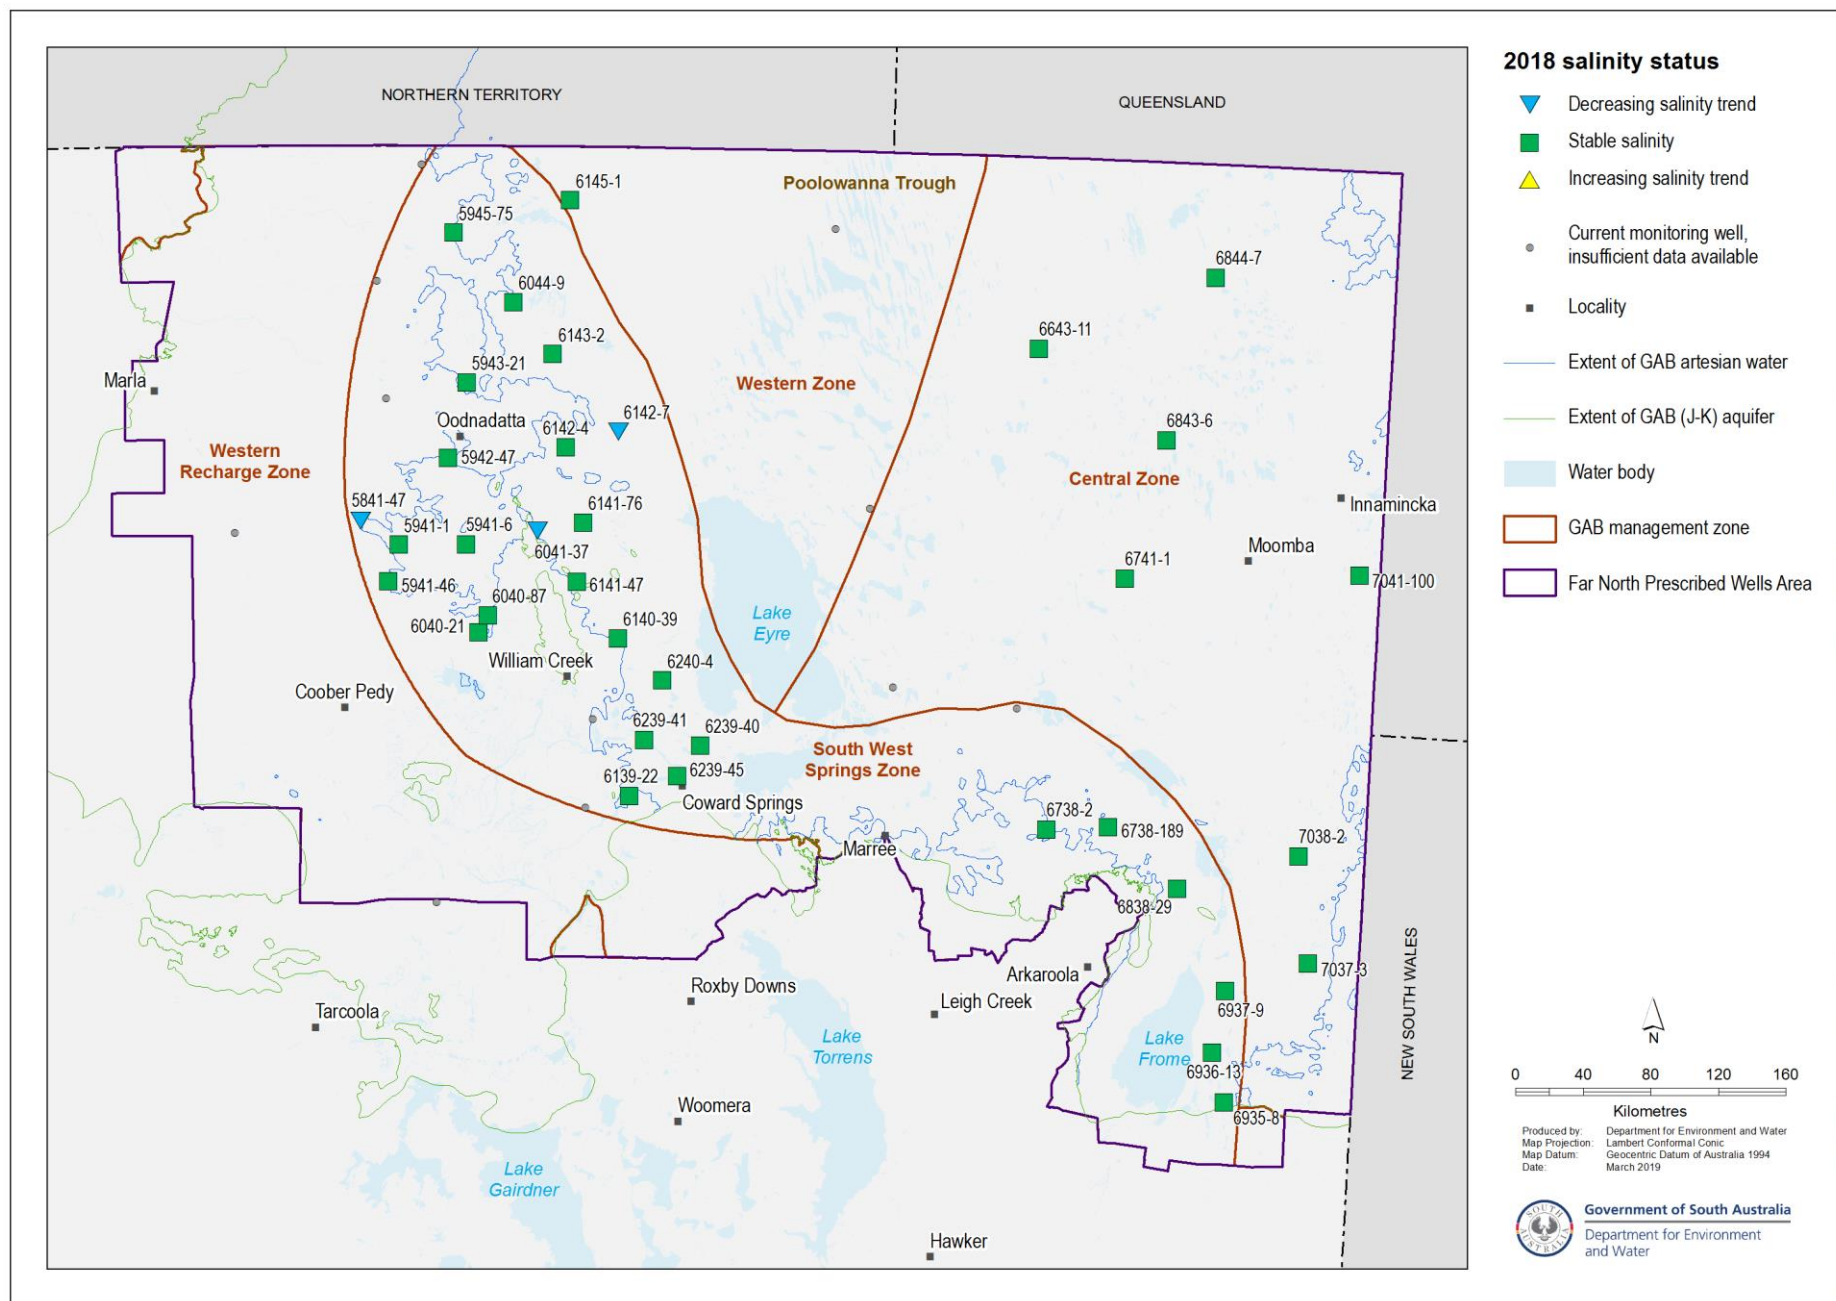 NORTHERN TERRITORY
QUEENSLAND
Poolowanna Trough
6145-1
5945-75
6844-7
6044-9
6643-11
6143-2
5943-21
Marla
Western Zone
6142-7
Oodnadatta
6142-4
6843-6
Western
Recharge Zone
5942-47
Central Zone
5841-47
6141-76
Innamincka
5941-1
5941-6
6041-37
Moomba
6741-1
7041-100
5941-46
6141-47
6040-87
6040-21
6140-39
Lake
Eyre
William Creek
6240-4
Coober Pedy
6239-41
6239-40
South West
Springs Zone
6139-22
6239-45
Coward Springs
6738-2
6738-189
7038-2
Marree
6838-29
NEW SOUTH WALES
7037-3
Arkaroola
Roxby Downs
Leigh Creek
6937-9
Tarcoola
Lake
Torrens
Lake
Frome
6936-13
Woomera
6935-8
Lake
Gairdner
Hawker
2018 salinity status
Decreasing salinity trend
Stable salinity
Increasing salinity trend
Current monitoring well,
insufficient data available
Locality
Extent of GAB artesian water
Extent of GAB (J-K) aquifer
Water body
GAB management zone
Far North Prescribed Wells Area
N
0 40 80 120 160
Kilometres
Produced by: Department for Environment and Water
Map Projection: Lambert Conformal Conic
Map Datum: Geocentric Datum of Australia 1994
Date: March 2019
SOUTH AUSTRALIA
Government of South Australia
Department for Environment
and Water